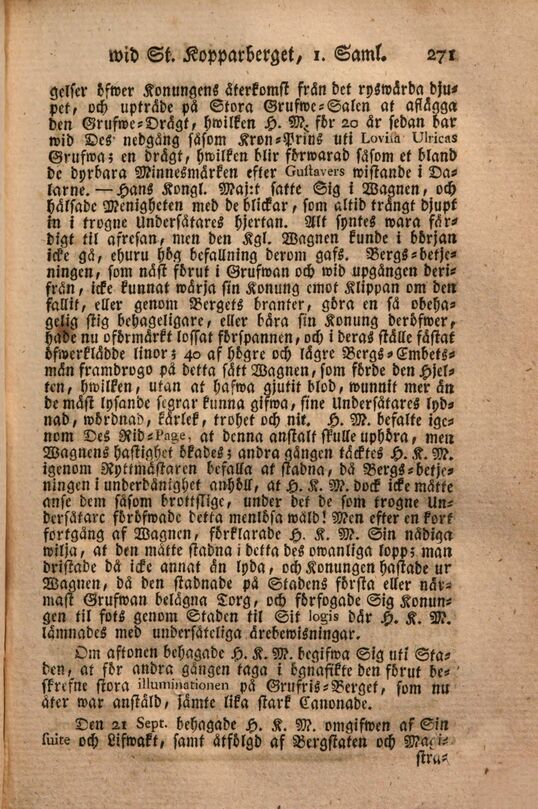 wid St. Kopparberget, 1. Saml. 271
gelser öfwer Konungens återkomst från det ryswärda dju-
pet, och upträde på Stora Grufwe-Salen at aflägga
den Grufwe-Drägt, hwilken H. M. för 20 år sedan bar
wid Des nedgång såsom Kron-Prins uti Lovisa Ulricas
Grufwa; en drägt, hwilken blir förwarad såsom et bland
de dyrbara Minnesmärken efter Gustavers wistande i Da-
larne. — Hans Kongl. Maj:t satte Sig i Wagnen, och
hälsade Menigheten med de blickar, som altid trängt djupt
in i trogne Undersåtares hjertan. Alt syntes wara fär-
digt til afresan, men den Kgl. Wagnen kunde i början
icke gå, ehuru hög befallning derom gafs. Bergs-betje-
ningen, som näst förut i Grufwan och wid upgången deri-
från, icke kunnat wärja sin Konung emot Klippan om den
fallit, eller genom Bergets branter, göra en så obeha-
gelig stig behageligare, eller bära sin Konung deröfwer,
hade nu oförmärkt lossat förspannen, och i deras ställe fästat
öfwerklädde linor; 40 af högre och lägre Bergs-Embets-
män framdrogo på detta sätt Wagnen, som förde den Hjel-
ten, hwilken, utan at hafwa gjutit blod, wunnit mer än
de mäst lysande segrar kunna gifwa, sine Undersåtares lyd-
nad, wördnad, kärlek, trohet och nit. H. M. befalte ige-
nom Des Rid-Page, at denna anstalt skulle uphöra, men
Wagnens hastighet ökades; andra gången täcktes H. K. M.
igenom Ryttmästaren befalla at stadna, då Bergs-betje-
ningen i underdånighet anhöll, at H. K. M. dock icke måtte
anse dem såsom brottslige, under det de som trogne Un-
dersåtare föröfwade detta menlösa wåld! Men efter en kort
fortgång af Wagnen, förklarade H. K. M. Sin nådiga
wilja, at den måtte stadna i detta des owanliga lopp; man
dristade då icke annat än lyda, och Konungen hastade ur
Wagnen, då den stadnade på Stadens första eller när-
mast Grufwan belägna Torg, och förfogade Sig Konun-
gen til fots genom Staden til Sit logis där H. K. M.
lämnades med undersåteliga ärebewisningar.
Om aftonen behagade H. K. M. begifwa Sig uti Sta-
den, at för andra gången taga i ögnasikte den förut be-
skrefne stora illuminationen på Grufris-Berget, som nu
åter war anstäld, jämte lika stark Canonade.
Den 21 Sept. behagade H. K. M. omgifwen af Sin
suite och Lifwakt, samt åtfölgd af Bergstaten och Magi-
stra-